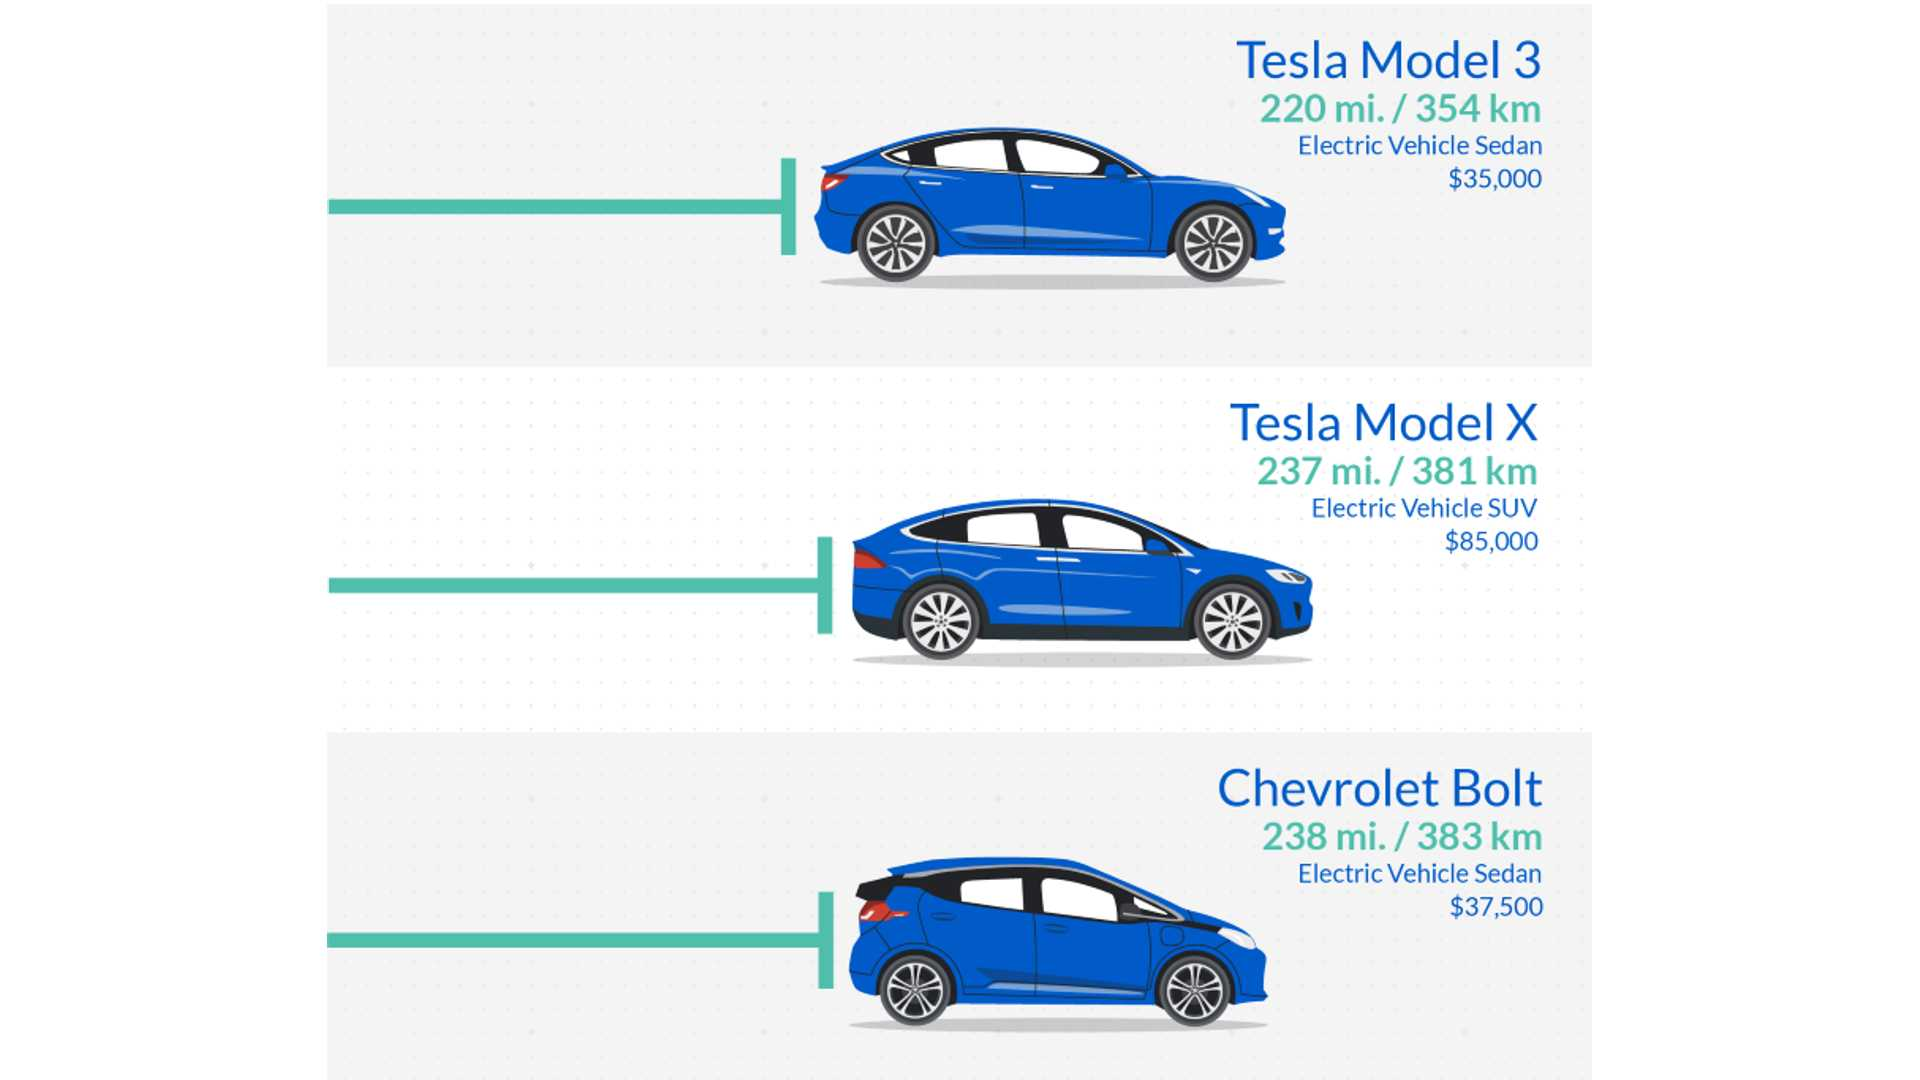 Tesla Model 3
220 mi. / 354 km
Electric Vehicle Sedan
$35,000
Tesla Model X
237 mi. / 381 km
Electric Vehicle SUV
$85,000
Chevrolet Bolt
238 mi. / 383 km
Electric Vehicle Sedan
$37,500